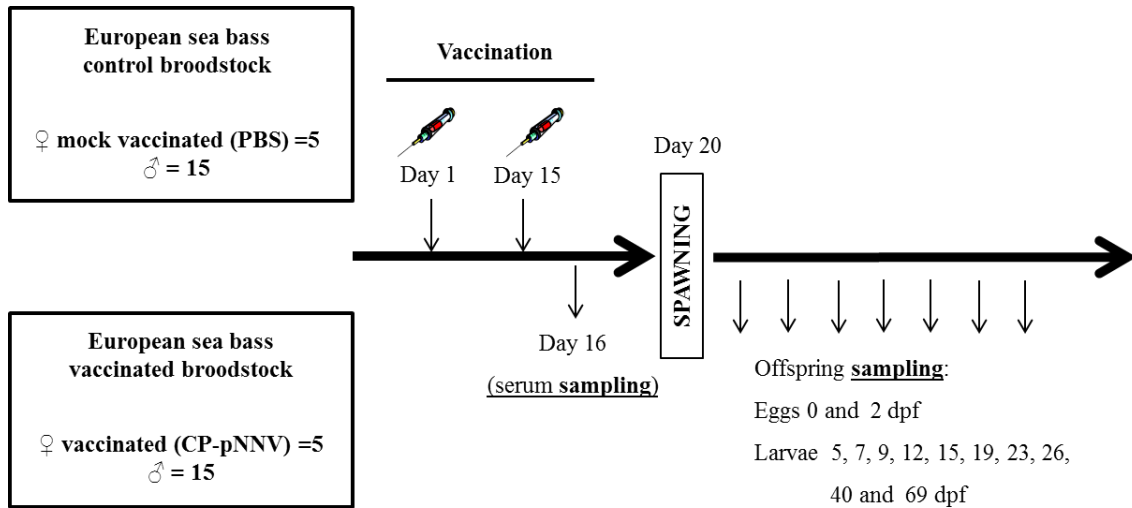 European sea bass
control broodstock
♀ mock vaccinated (PBS) =5
♂ = 15
Vaccination
Day 1
Day 15
Day 20
SPAWNING
Day 16
(serum sampling)
European sea bass
vaccinated broodstock
♀ vaccinated (CP-pNNV) =5
♂ = 15
Offspring sampling:
Eggs 0 and 2 dpf
Larvae 5, 7, 9, 12, 15, 19, 23, 26,
40 and 69 dpf